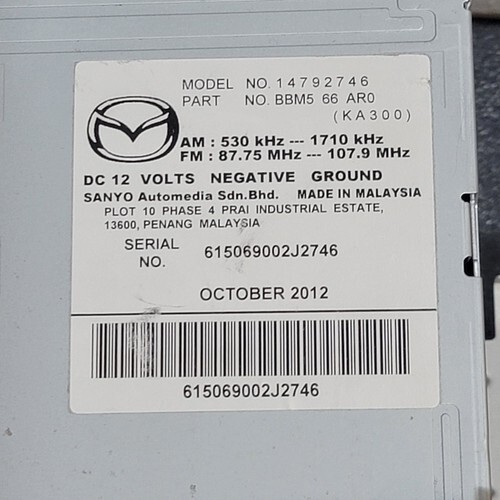 MODEL NO. 14792746
PART NO. BBM5 66 AR0
(KA300)
AM : 530 kHz --- 1710 kHz
FM : 87.75 MHz --- 107.9 MHz
DC 12 VOLTS NEGATIVE GROUND
SANYO Automedia Sdn.Bhd. MADE IN MALAYSIA
PLOT 10 PHASE 4 PRAI INDUSTRIAL ESTATE,
13600, PENANG MALAYSIA
SERIAL NO. 615069002J2746
OCTOBER 2012
615069002J2746